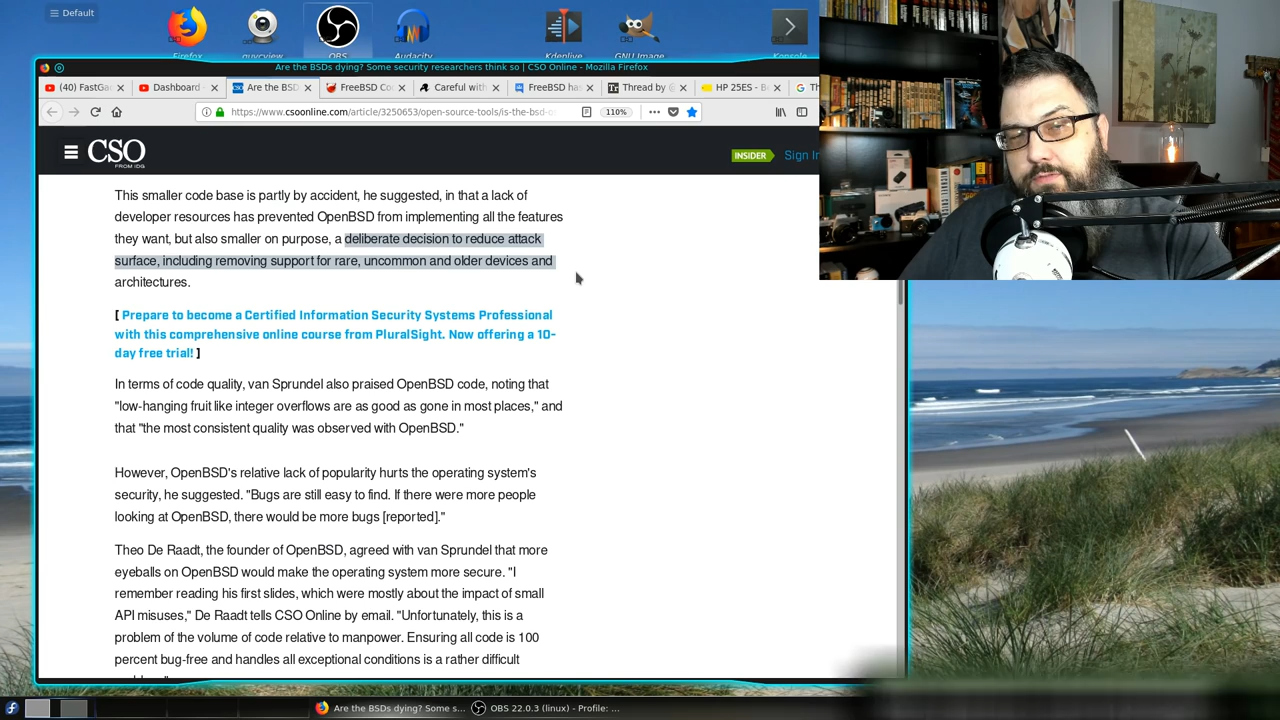 Default
Firefox
guvcview
OBS
Audacity
Kdenlive
GNU Image
Konsole
Are the BSDs dying? Some security researchers think so | CSO Online - Mozilla Firefox
(40) FastGa
Dashboard -
Are the BSD
FreeBSD Co
Careful with
FreeBSD ha
Thread by
HP 25ES - B
Th
https://www.csoonline.com/article/3250653/open-source-tools/is-the-bsd-o
110%
CSO
FROM IDG
INSIDER
Sign In
This smaller code base is partly by accident, he suggested, in that a lack of
developer resources has prevented OpenBSD from implementing all the features
they want, but also smaller on purpose, a deliberate decision to reduce attack
surface, including removing support for rare, uncommon and older devices and
architectures.
[ Prepare to become a Certified Information Security Systems Professional
with this comprehensive online course from PluralSight. Now offering a 10-
day free trial! ]
In terms of code quality, van Sprundel also praised OpenBSD code, noting that
"low-hanging fruit like integer overflows are as good as gone in most places," and
that "the most consistent quality was observed with OpenBSD."
However, OpenBSD's relative lack of popularity hurts the operating system's
security, he suggested. "Bugs are still easy to find. If there were more people
looking at OpenBSD, there would be more bugs [reported]."
Theo De Raadt, the founder of OpenBSD, agreed with van Sprundel that more
eyeballs on OpenBSD would make the operating system more secure. "I
remember reading his first slides, which were mostly about the impact of small
API misuses," De Raadt tells CSO Online by email. "Unfortunately, this is a
problem of the volume of code relative to manpower. Ensuring all code is 100
percent bug-free and handles all exceptional conditions is a rather difficult
Are the BSDs dying? Some s...
OBS 22.0.3 (linux) - Profile: ...